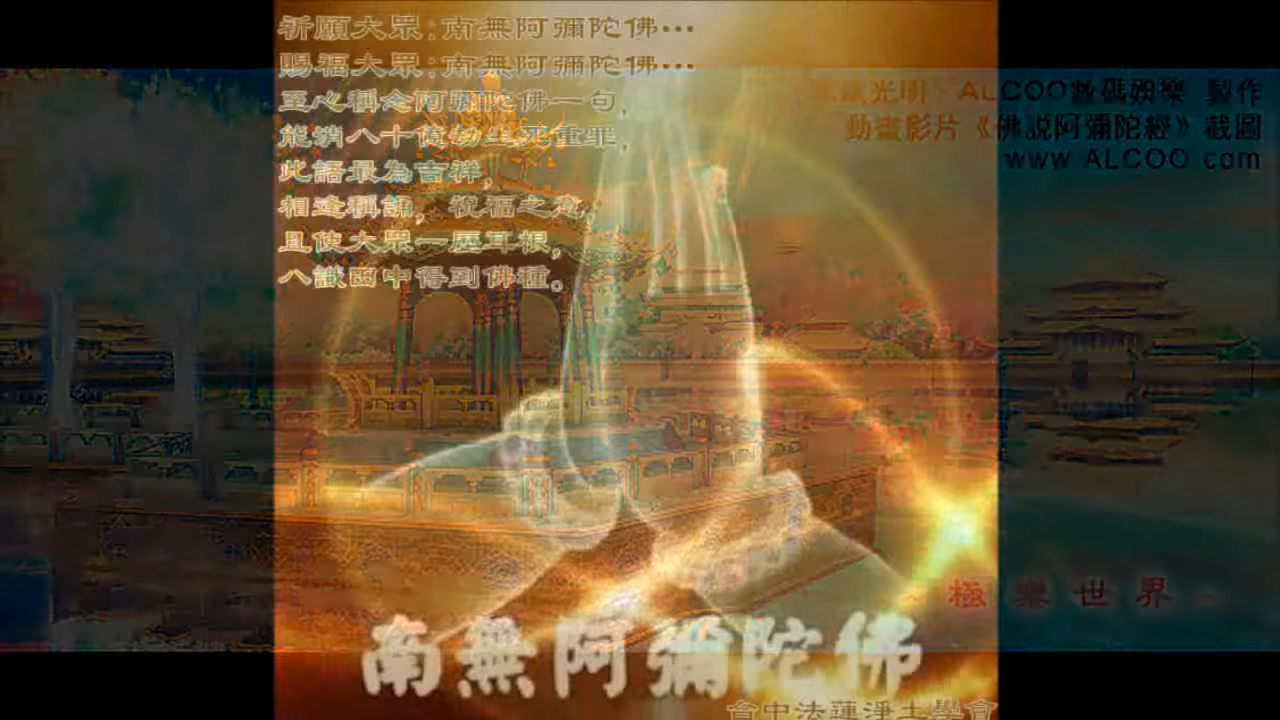 祈願大眾:南無阿彌陀佛…
賜福大眾:南無阿彌陀佛…
至心稱念阿彌陀佛一句,
能消八十億劫生死重罪,
此語最為吉祥,
相逢稱誦, 祝福之意,
且使大眾一歷耳根,
八識田中得到佛種。
光明 ALCOO數碼娛樂 製作
動畫影片《佛說阿彌陀經》截圖
www ALCOO com
~ 極樂世界 ~
南無阿彌陀佛
中法蓮淨土學會